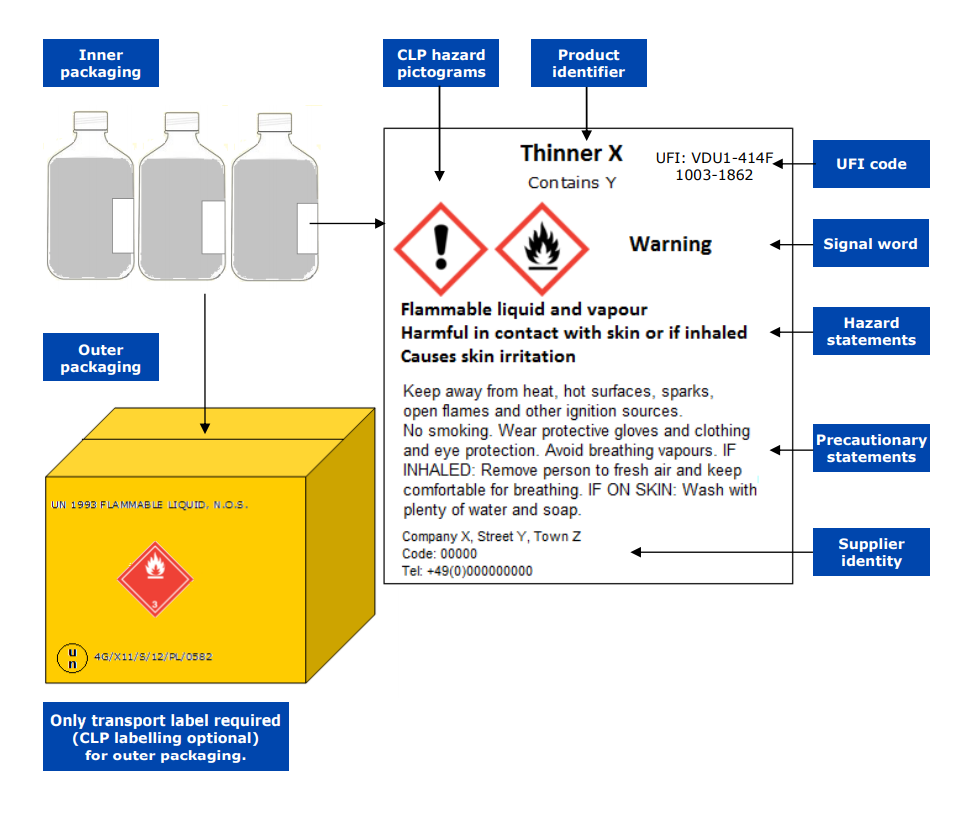 Inner
packaging
CLP hazard
pictograms
Product
identifier
Thinner X
Contains Y
UFI: VDU1-414F
1003-1862
UFI code
Warning
Signal word
Flammable liquid and vapour
Harmful in contact with skin or if inhaled
Causes skin irritation
Hazard
statements
Keep away from heat, hot surfaces, sparks,
open flames and other ignition sources.
No smoking. Wear protective gloves and clothing
and eye protection. Avoid breathing vapours. IF
INHALED: Remove person to fresh air and keep
comfortable for breathing. IF ON SKIN: Wash with
plenty of water and soap.
Precautionary
statements
Company X, Street Y, Town Z
Code: 00000
Tel: +49(0)000000000
Supplier
identity
Outer
packaging
UN 1993 FLAMMABLE LIQUID, N.O.S.
3
u
n
4G/X11/S/12/PL/0582
Only transport label required
(CLP labelling optional)
for outer packaging.